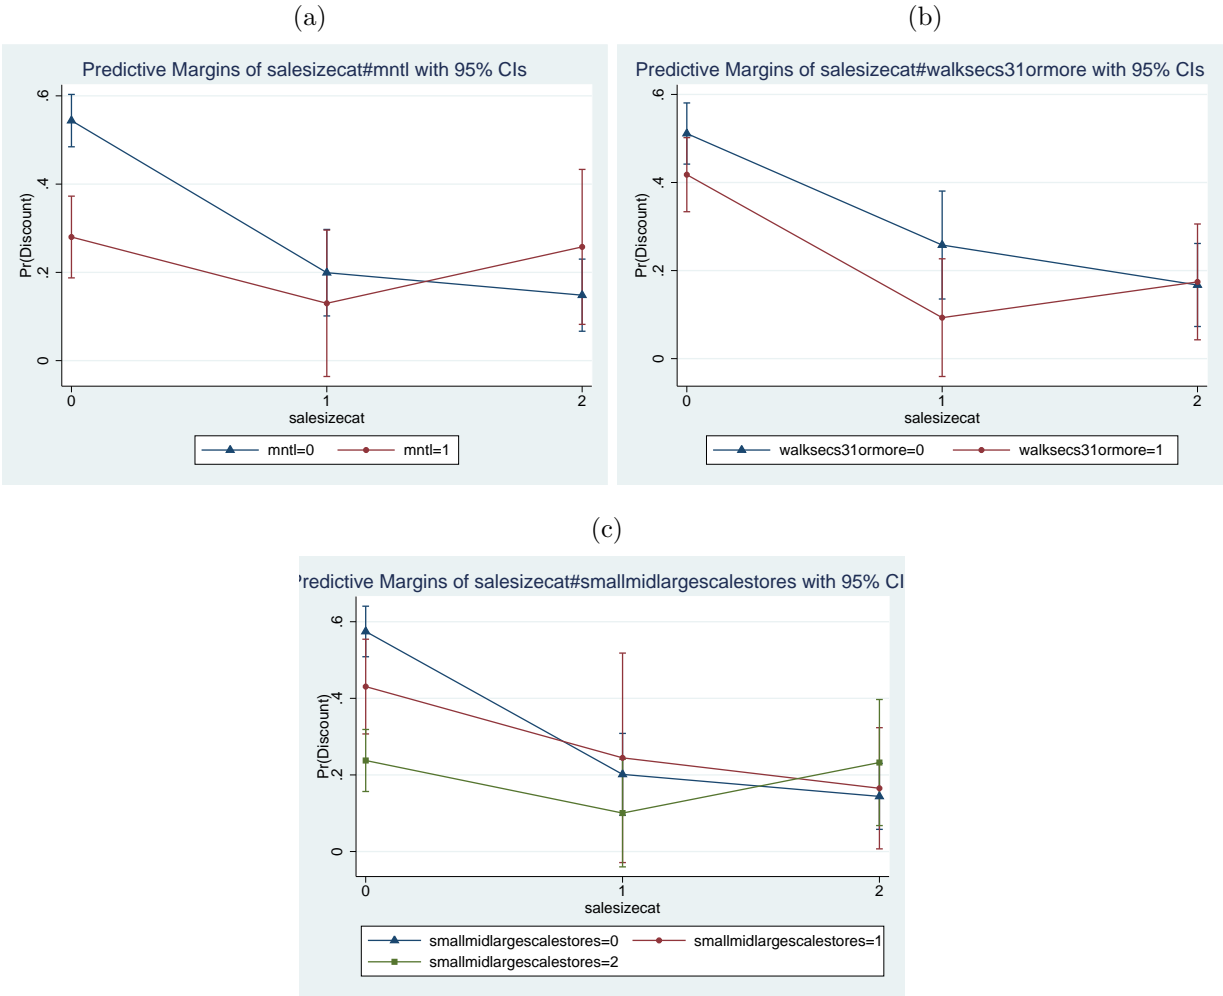 (a)
Predictive Margins of salesizecat#mntl with 95% CIs
Pr(Discount)
.6
.4
.2
0
0 1 2
salesizecat
mntl=0 mntl=1
(b)
Predictive Margins of salesizecat#walksecs31ormore with 95% CIs
Pr(Discount)
.6
.4
.2
0
0 1 2
salesizecat
walksecs31ormore=0 walksecs31ormore=1
(c)
Predictive Margins of salesizecat#smallmidlargescalestores with 95% CI
Pr(Discount)
.6
.4
.2
0
0 1 2
salesizecat
smallmidlargescalestores=0 smallmidlargescalestores=1
smallmidlargescalestores=2